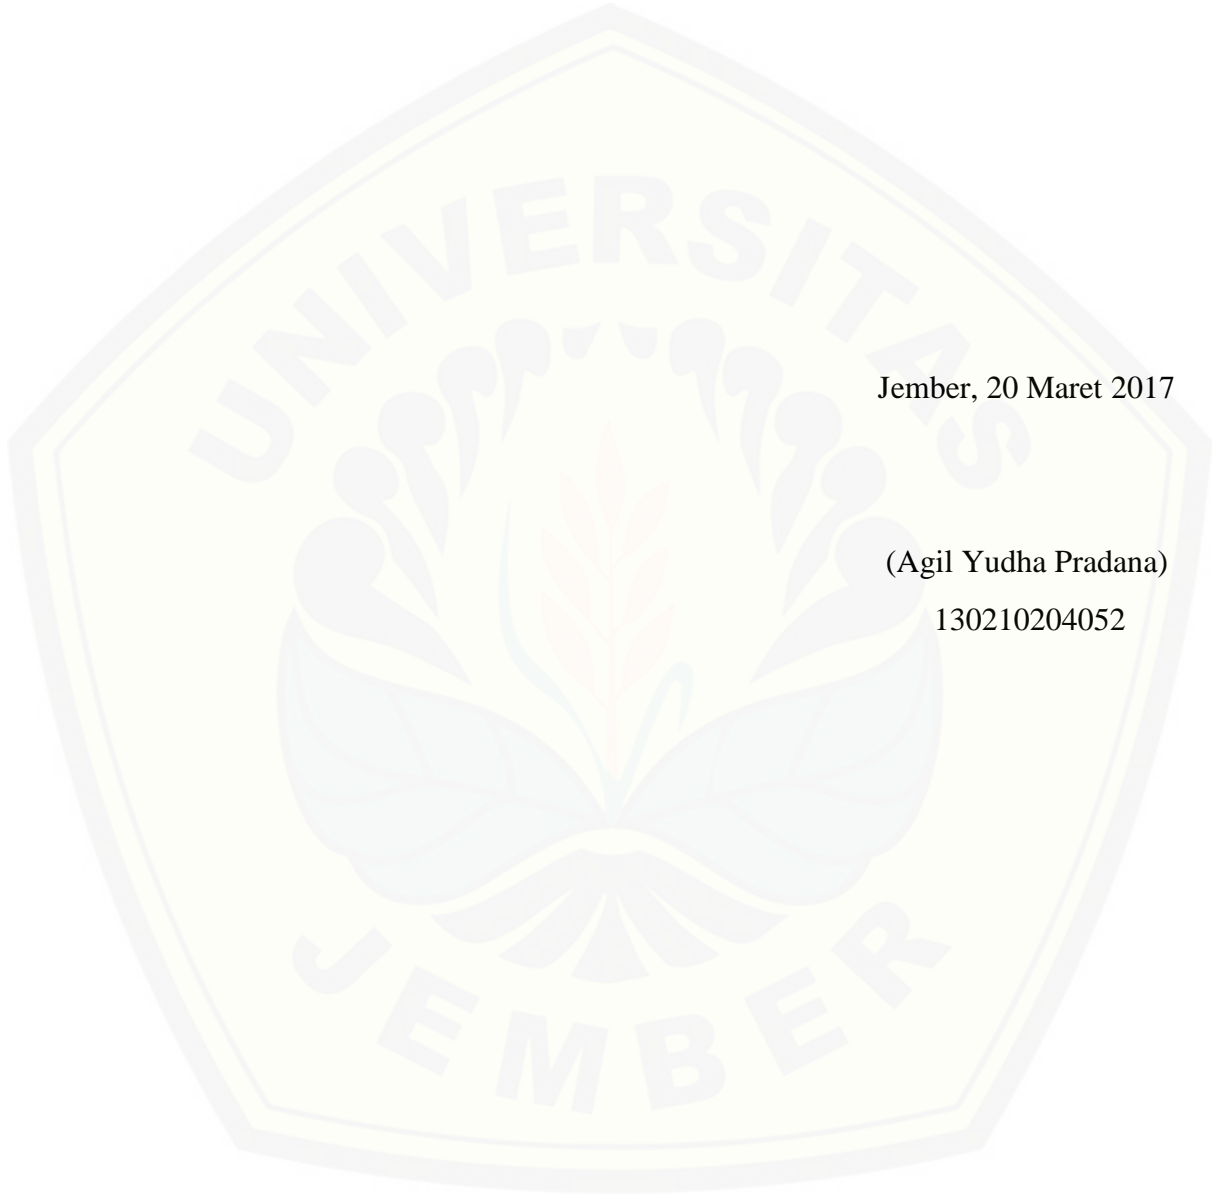 UNIVERSITAS
Jember, 20 Maret 2017
(Agil Yudha Pradana)
130210204052
JEMBER